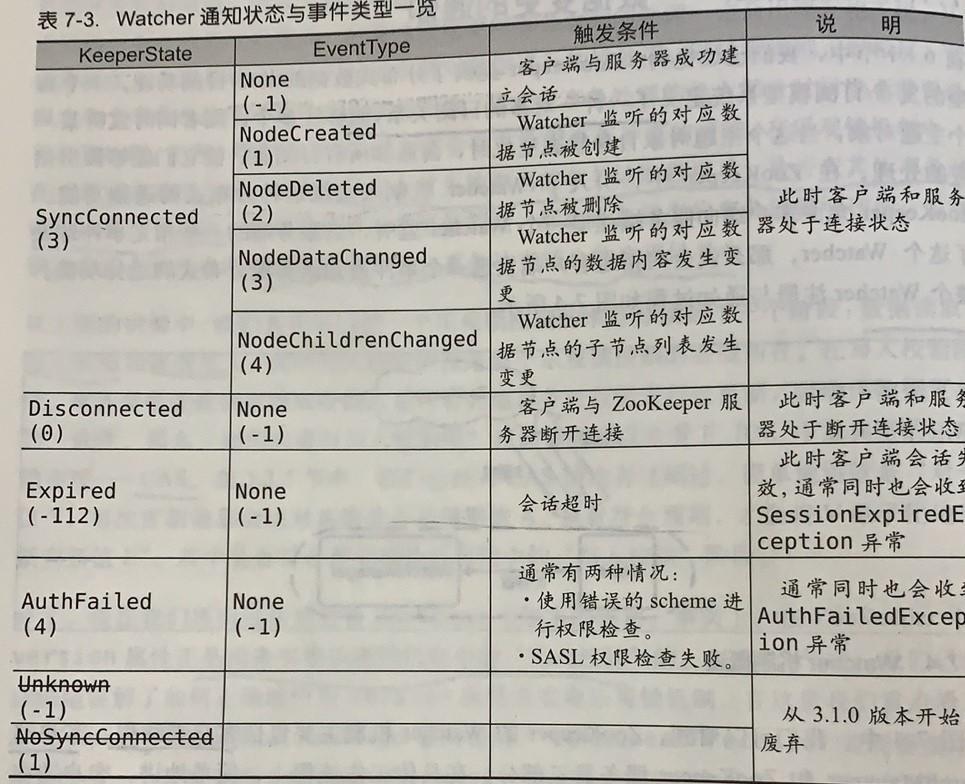 表 7-3. Watcher 通知状态与事件类型一览
KeeperState EventType 触发条件 说 明
SyncConnected
(3)
None
(-1)
客户端与服务器成功建
立会话
NodeCreated
(1)
Watcher 监听的对应数
据节点被创建
NodeDeleted
(2)
Watcher 监听的对应数
据节点被删除
NodeDataChanged
(3)
Watcher 监听的对应数
据节点的数据内容发生变
更
NodeChildrenChanged
(4)
Watcher 监听的对应数
据节点的子节点列表发生
变更
此时客户端和服务
器处于连接状态
Disconnected
(0)
None
(-1)
客户端与 ZooKeeper 服
务器断开连接
此时客户端和服务
器处于断开连接状态
Expired
(-112)
None
(-1)
会话超时
此时客户端会话失
效,通常同时也会收到
SessionExpiredE
ception 异常
AuthFailed
(4)
None
(-1)
通常有两种情况：
·使用错误的 scheme 进
行权限检查。
·SASL 权限检查失败。
通常同时也会收到
AuthFailedExcep
ion 异常
Unknown
(-1)
NoSyncConnected
(1)
从 3.1.0 版本开始
废弃